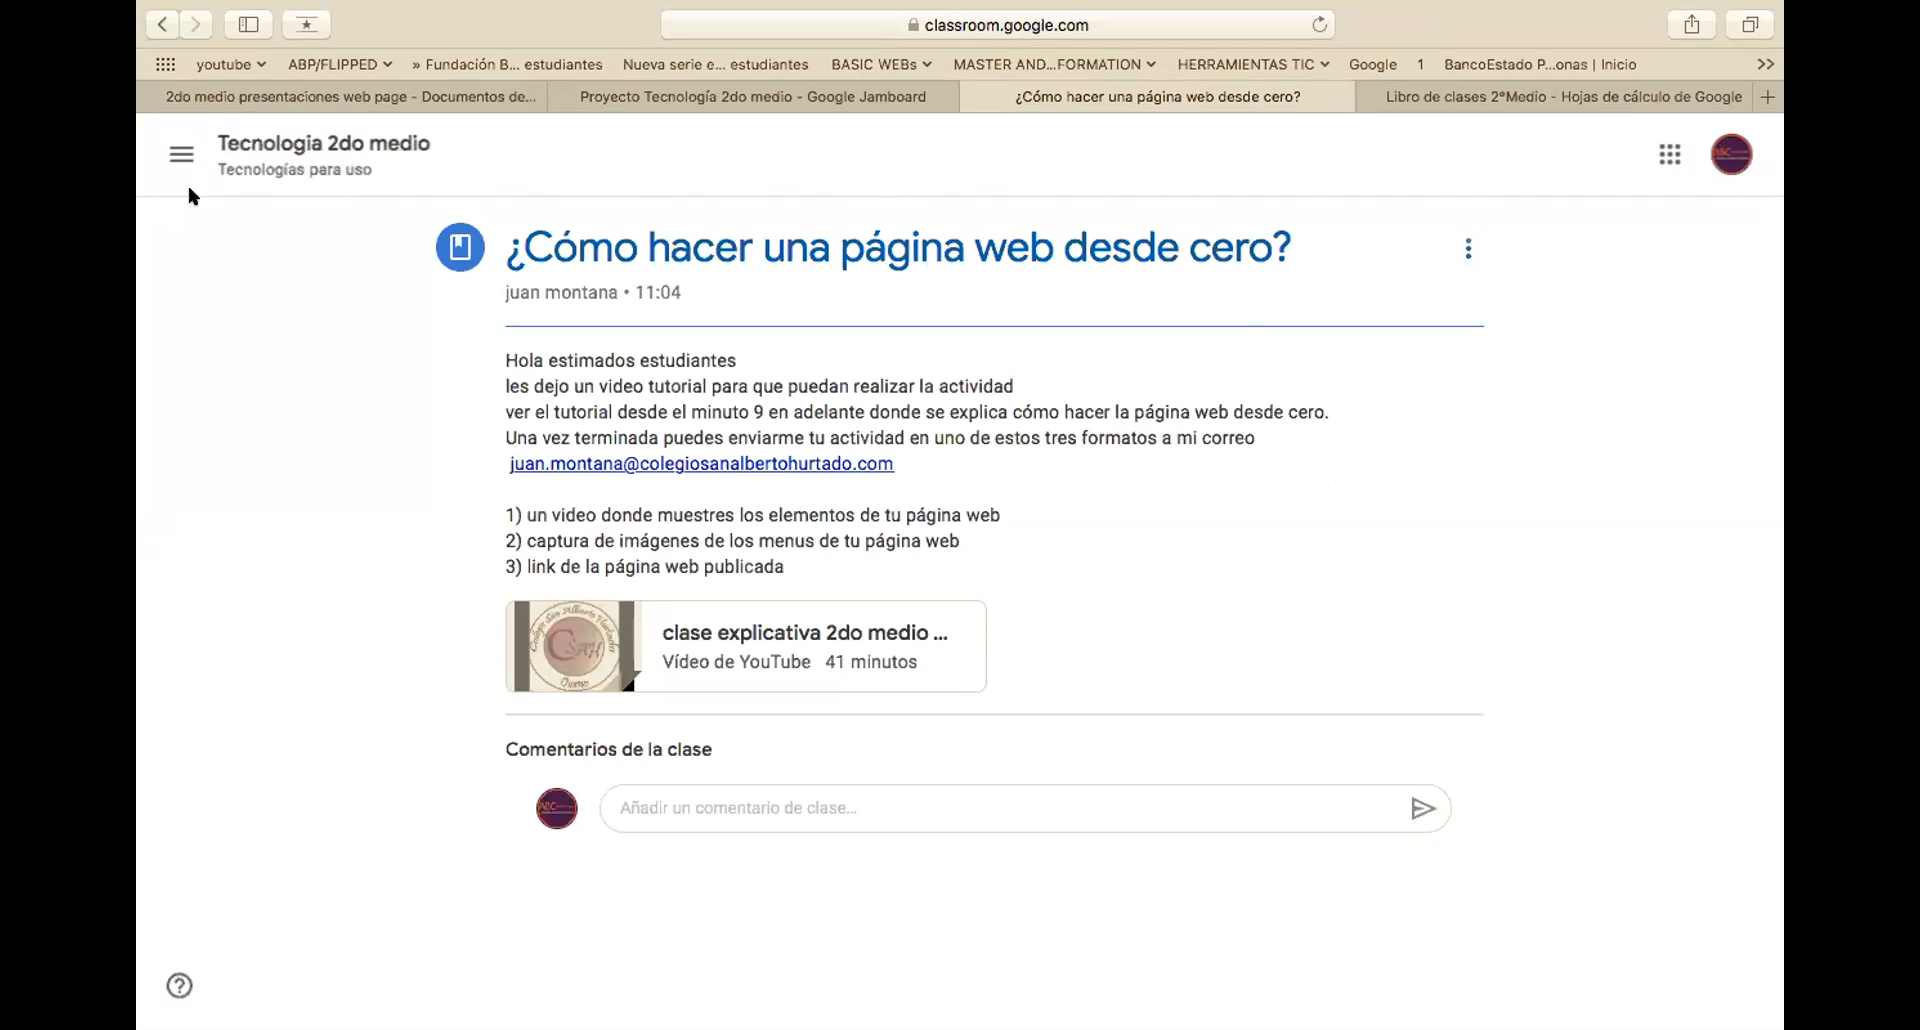 classroom.google.com
youtube
ABP/FLIPPED
» Fundación B... estudiantes
Nueva serie e... estudiantes
BASIC WEBs
MASTER AND...FORMATION
HERRAMIENTAS TIC
Google
1
BancoEstado P...onas | Inicio
2do medio presentaciones web page - Documentos de...
Proyecto Tecnología 2do medio - Google Jamboard
¿Cómo hacer una página web desde cero?
Libro de clases 2°Medio - Hojas de cálculo de Google
Tecnologia 2do medio
Tecnologías para uso
¿Cómo hacer una página web desde cero?
juan montana • 11:04
Hola estimados estudiantes
les dejo un video tutorial para que puedan realizar la actividad
ver el tutorial desde el minuto 9 en adelante donde se explica cómo hacer la página web desde cero.
Una vez terminada puedes enviarme tu actividad en uno de estos tres formatos a mi correo
juan.montana@colegiosanalbertohurtado.com
1) un video donde muestres los elementos de tu página web
2) captura de imágenes de los menus de tu página web
3) link de la página web publicada
Colegio San Alberto Hurtado
CSAH
clase explicativa 2do medio ...
Vídeo de YouTube 41 minutos
Comentarios de la clase
ABC
Añadir un comentario de clase...